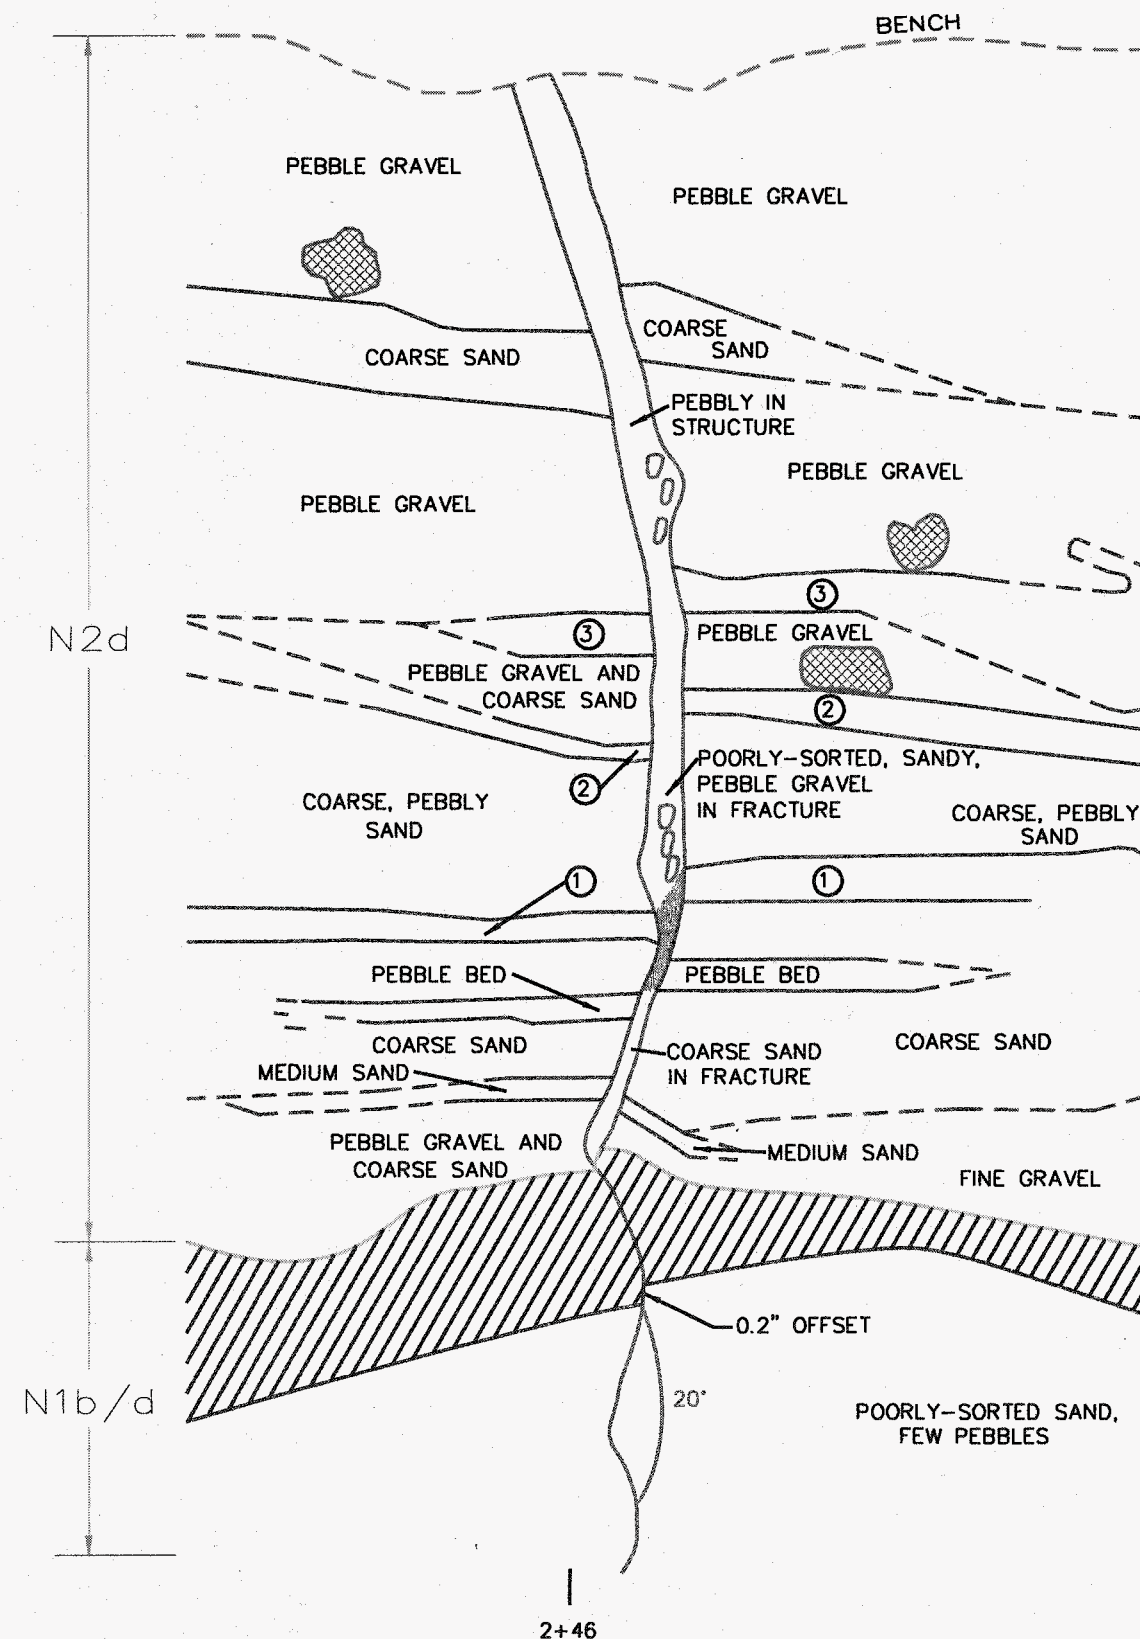 BENCH
PEBBLE GRAVEL
PEBBLE GRAVEL
COARSE
SAND
COARSE SAND
PEBBLY IN
STRUCTURE
PEBBLE GRAVEL
PEBBLE GRAVEL
3
N2d
3
PEBBLE GRAVEL
PEBBLE GRAVEL AND
COARSE SAND
2
2
POORLY-SORTED, SANDY,
PEBBLE GRAVEL
IN FRACTURE
COARSE, PEBBLY
SAND
COARSE, PEBBLY
SAND
1
1
PEBBLE BED
PEBBLE BED
COARSE SAND
COARSE SAND
COARSE SAND
IN FRACTURE
MEDIUM SAND
PEBBLE GRAVEL AND
COARSE SAND
MEDIUM SAND
FINE GRAVEL
0.2" OFFSET
N1b/d
20°
POORLY-SORTED SAND,
FEW PEBBLES
2+46